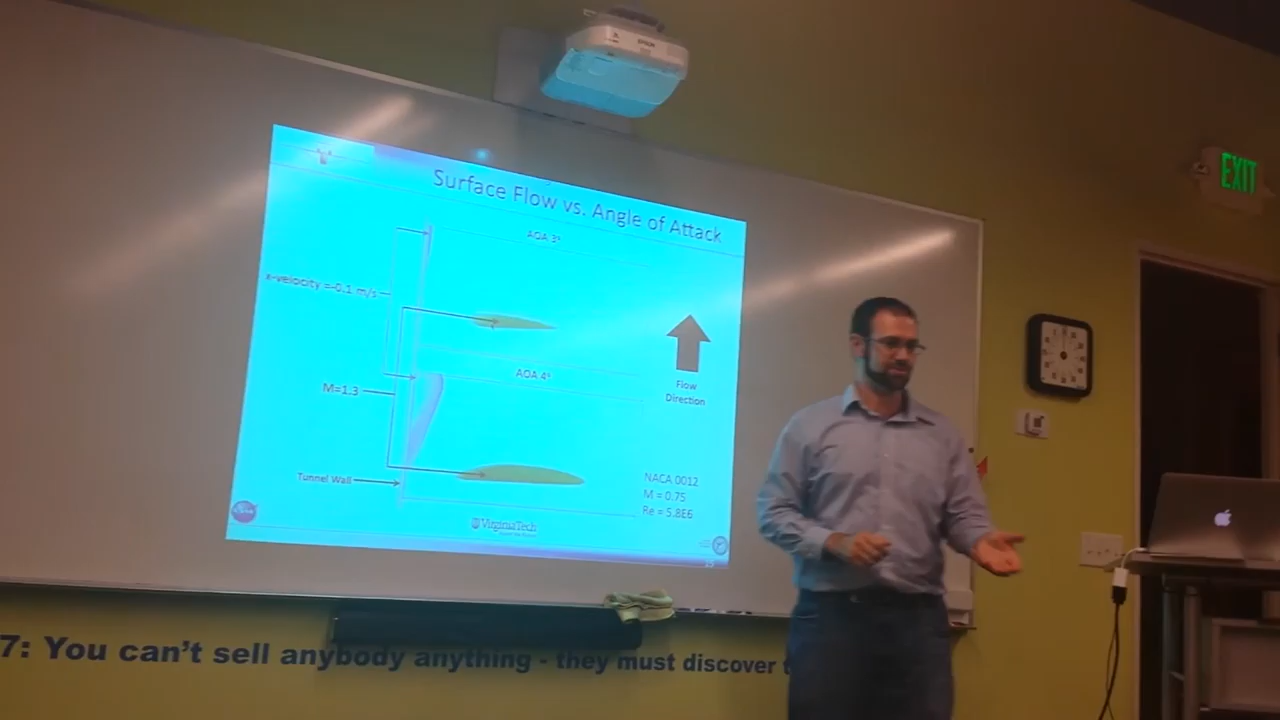 EPSON
EXIT
Surface Flow vs. Angle of Attack
AOA 3°
x-velocity =-0.1 m/s
AOA 4°
M=1.3
Flow
Direction
Tunnel Wall
NACA 0012
M = 0.75
Re = 5.8E6
VirginiaTech
7: You can't sell anybody anything - they must discover t